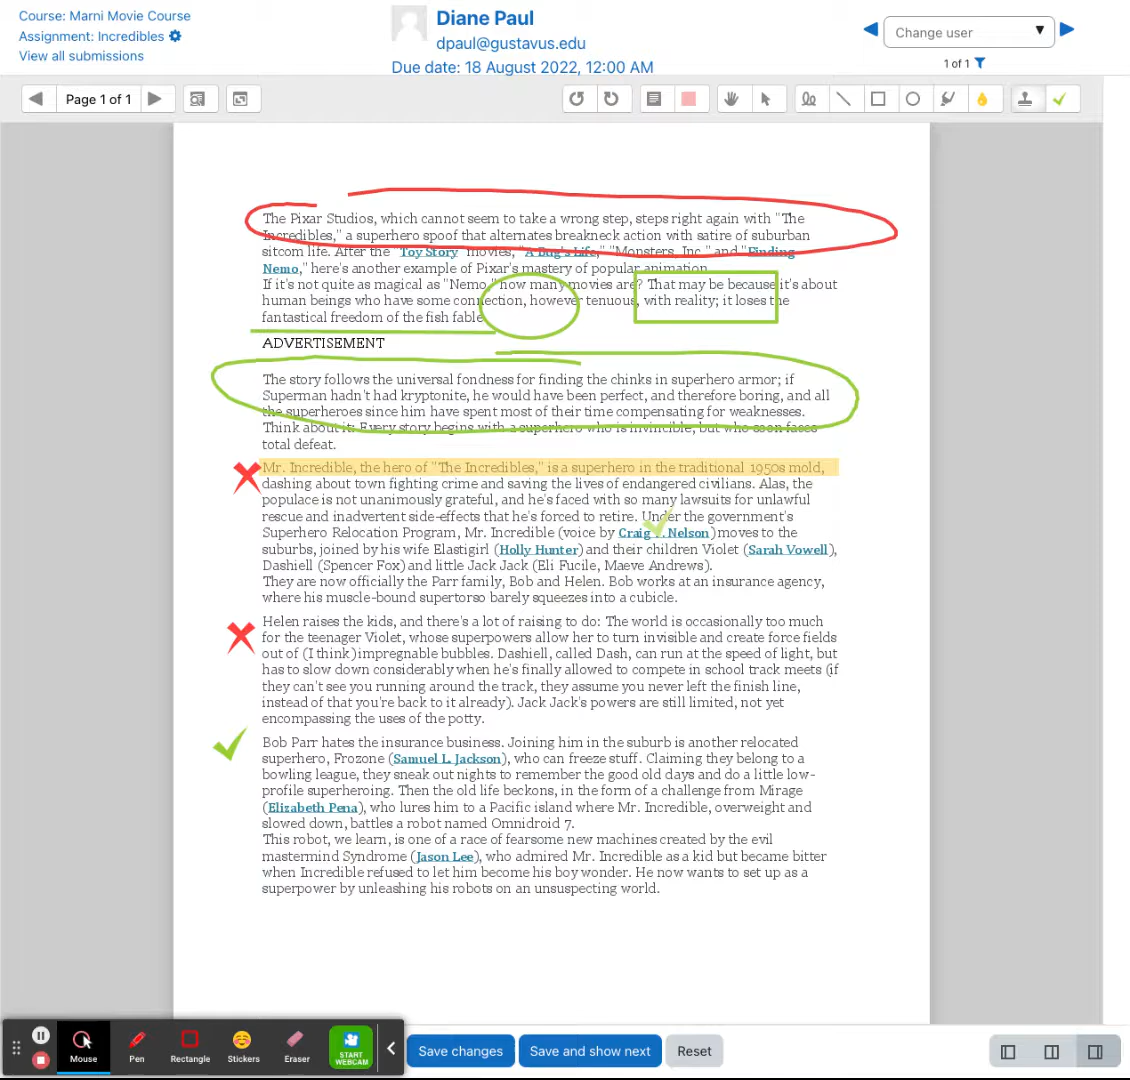 Course: Marni Movie Course
Assignment: Incredibles
View all submissions
Diane Paul
dpaul@gustavus.edu
Due date: 18 August 2022, 12:00 AM
Change user
1 of 1
Page 1 of 1
The Pixar Studios, which cannot seem to take a wrong step, steps right again with "The
Incredibles," a superhero spoof that alternates breakneck action with satire of suburban
sitcom life. After the "Toy Story" movies, "A Bug's Life," "Monsters, Inc." and "Finding
Nemo," here's another example of Pixar's mastery of popular animation.
If it's not quite as magical as "Nemo," how many movies are? That may be because it's about
human beings who have some connection, however tenuous, with reality; it loses the
fantastical freedom of the fish fable.
ADVERTISEMENT
The story follows the universal fondness for finding the chinks in superhero armor; if
Superman hadn't had kryptonite, he would have been perfect, and therefore boring, and all
the superheroes since him have spent most of their time compensating for weaknesses.
Think about it: Every story begins with a superhero who is invincible, but who soon faces
total defeat.
Mr. Incredible, the hero of "The Incredibles," is a superhero in the traditional 1950s mold,
dashing about town fighting crime and saving the lives of endangered civilians. Alas, the
populace is not unanimously grateful, and he's faced with so many lawsuits for unlawful
rescue and inadvertent side-effects that he's forced to retire. Under the government's
Superhero Relocation Program, Mr. Incredible (voice by Craig T. Nelson) moves to the
suburbs, joined by his wife Elastigirl (Holly Hunter) and their children Violet (Sarah Vowell),
Dashiell (Spencer Fox) and little Jack Jack (Eli Fucile, Maeve Andrews).
They are now officially the Parr family, Bob and Helen. Bob works at an insurance agency,
where his muscle-bound supertorso barely squeezes into a cubicle.
Helen raises the kids, and there's a lot of raising to do: The world is occasionally too much
for the teenager Violet, whose superpowers allow her to turn invisible and create force fields
out of (I think) impregnable bubbles. Dashiell, called Dash, can run at the speed of light, but
has to slow down considerably when he's finally allowed to compete in school track meets (if
they can't see you running around the track, they assume you never left the finish line,
instead of that you're back to it already). Jack Jack's powers are still limited, not yet
encompassing the uses of the potty.
Bob Parr hates the insurance business. Joining him in the suburb is another relocated
superhero, Frozone (Samuel L. Jackson), who can freeze stuff. Claiming they belong to a
bowling league, they sneak out nights to remember the good old days and do a little low-
profile superheroing. Then the old life beckons, in the form of a challenge from Mirage
(Elizabeth Pena), who lures him to a Pacific island where Mr. Incredible, overweight and
slowed down, battles a robot named Omnidroid 7.
This robot, we learn, is one of a race of fearsome new machines created by the evil
mastermind Syndrome (Jason Lee), who admired Mr. Incredible as a kid but became bitter
when Incredible refused to let him become his boy wonder. He now wants to set up as a
superpower by unleashing his robots on an unsuspecting world.
Mouse
Pen
Rectangle
Stickers
Eraser
START
WEBCAM
Save changes
Save and show next
Reset